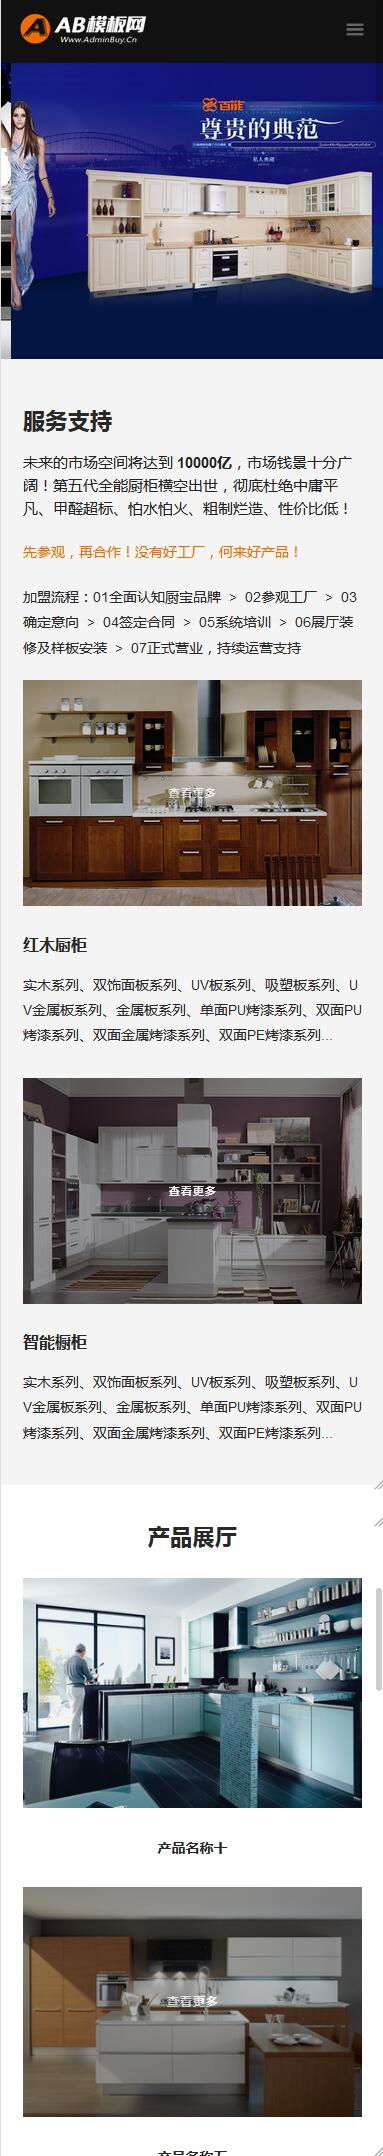 AB模板网
Www.AdminBuy.Cn
百能
尊贵的典范
私人典藏
服务支持
未来的市场空间将达到 10000亿，市场钱景十分广
阔！第五代全能厨柜横空出世，彻底杜绝中庸平
凡、甲醛超标、怕水怕火、粗制烂造、性价比低！
先参观，再合作！没有好工厂，何来好产品！
加盟流程：01全面认知厨宝品牌 > 02参观工厂 > 03
确定意向 > 04签定合同 > 05系统培训 > 06展厅装
修及样板安装 > 07正式营业，持续运营支持
查看更多
红木厨柜
实木系列、双饰面板系列、UV板系列、吸塑板系列、U
V金属板系列、金属板系列、单面PU烤漆系列、双面PU
烤漆系列、双面金属烤漆系列、双面PE烤漆系列...
查看更多
智能橱柜
实木系列、双饰面板系列、UV板系列、吸塑板系列、U
V金属板系列、金属板系列、单面PU烤漆系列、双面PU
烤漆系列、双面金属烤漆系列、双面PE烤漆系列...
产品展厅
产品名称十
查看更多